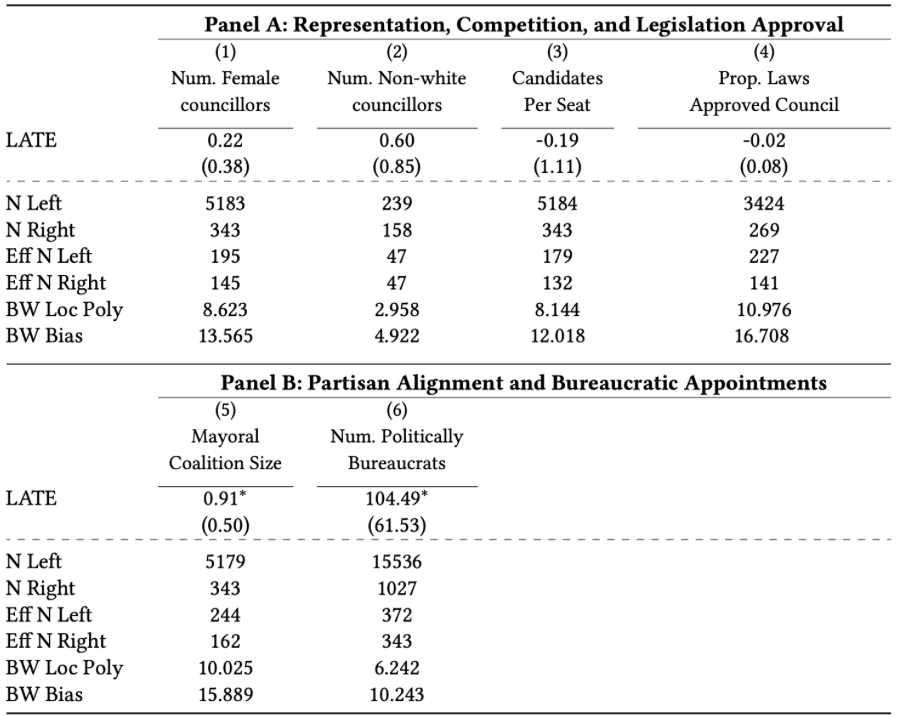 Panel A: Representation, Competition, and Legislation Approval
(1) (2) (3) (4)
Num. Female Num. Non-white Candidates Prop. Laws
councillors councillors Per Seat Approved Council
LATE 0.22 0.60 -0.19 -0.02
(0.38) (0.85) (1.11) (0.08)
N Left 5183 239 5184 3424
N Right 343 158 343 269
Eff N Left 195 47 179 227
Eff N Right 145 47 132 141
BW Loc Poly 8.623 2.958 8.144 10.976
BW Bias 13.565 4.922 12.018 16.708
Panel B: Partisan Alignment and Bureaucratic Appointments
(5) (6)
Mayoral Num. Politically
Coalition Size Bureaucrats
LATE 0.91* 104.49*
(0.50) (61.53)
N Left 5179 15536
N Right 343 1027
Eff N Left 244 372
Eff N Right 162 343
BW Loc Poly 10.025 6.242
BW Bias 15.889 10.243